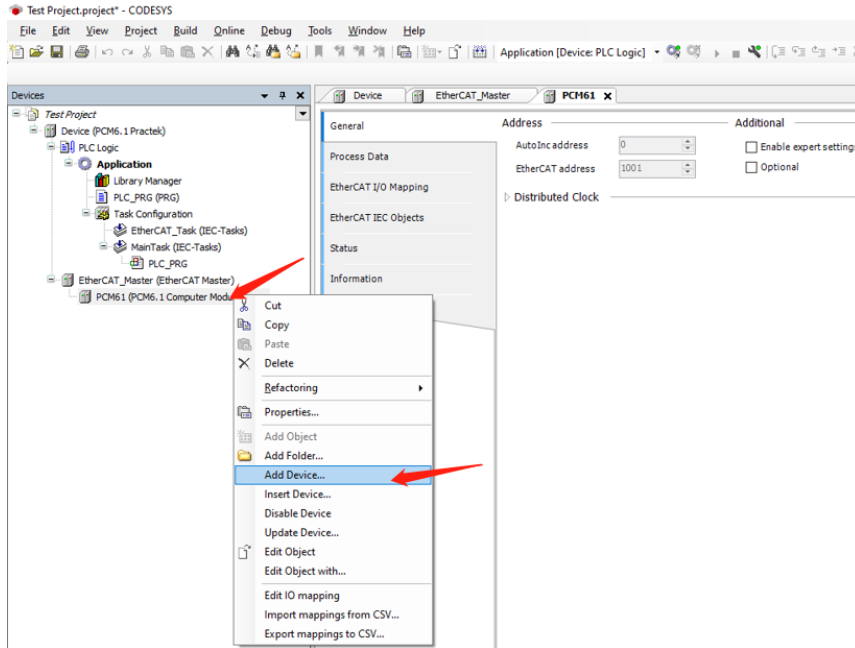 Test Project.project* - CODESYS
File Edit View Project Build Online Debug Tools Window Help
Application [Device: PLC Logic]
Devices
Test Project
Device (PCM6.1 Practek)
PLC Logic
Application
Library Manager
PLC_PRG (PRG)
Task Configuration
EtherCAT_Task (IEC-Tasks)
MainTask (IEC-Tasks)
PLC_PRG
EtherCAT_Master (EtherCAT Master)
PCM61 (PCM6.1 Computer Modu
Device EtherCAT_Master PCM61
General
Process Data
EtherCAT I/O Mapping
EtherCAT IEC Objects
Status
Information
Address
AutoInc address 0
EtherCAT address 1001
Distributed Clock
Additional
Enable expert setting
Optional
Cut
Copy
Paste
Delete
Refactoring
Properties...
Add Object
Add Folder...
Add Device...
Insert Device...
Disable Device
Update Device...
Edit Object
Edit Object with...
Edit IO mapping
Import mappings from CSV...
Export mappings to CSV...